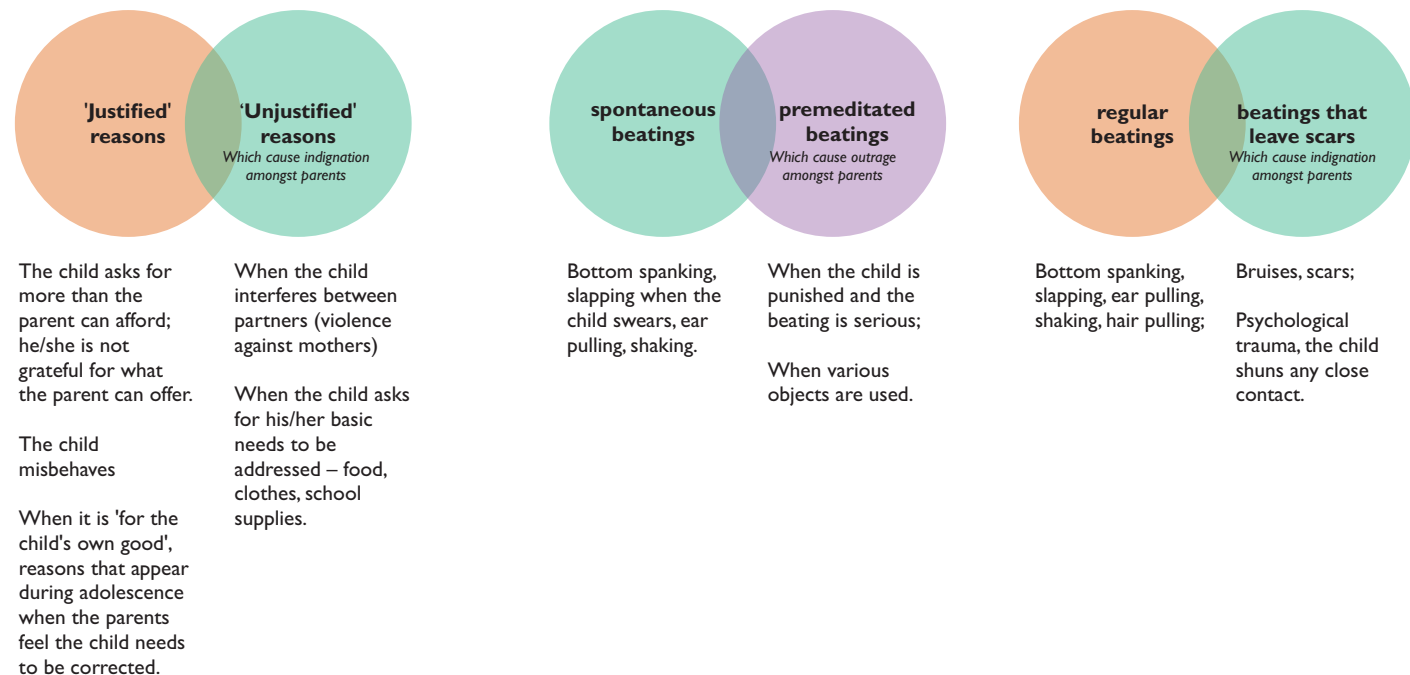 'Justified'
reasons
'Unjustified'
reasons
Which cause indignation
amongst parents
The child asks for
more than the
parent can afford;
he/she is not
grateful for what
the parent can offer.
The child
misbehaves
When it is 'for the
child's own good',
reasons that appear
during adolescence
when the parents
feel the child needs
to be corrected.
When the child
interferes between
partners (violence
against mothers)
When the child asks
for his/her basic
needs to be
addressed – food,
clothes, school
supplies.
spontaneous
beatings
premeditated
beatings
Which cause outrage
amongst parents
Bottom spanking,
slapping when the
child swears, ear
pulling, shaking.
When the child is
punished and the
beating is serious;
When various
objects are used.
regular
beatings
beatings that
leave scars
Which cause indignation
amongst parents
Bottom spanking,
slapping, ear pulling,
shaking, hair pulling;
Bruises, scars;
Psychological
trauma, the child
shuns any close
contact.